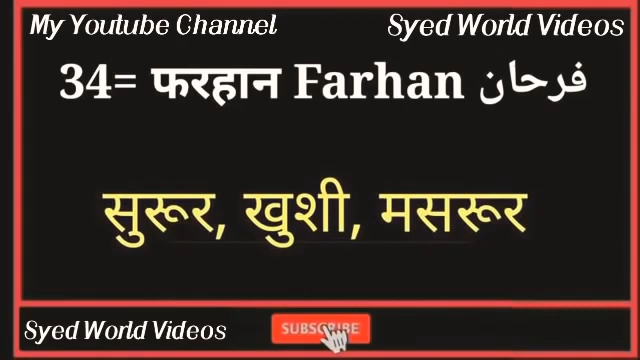 My Youtube Channel Syed World Videos
34= फरहान Farhan فرحان
सुरूर, खुशी, मसरूर
Syed World Videos SUBSCRIBE